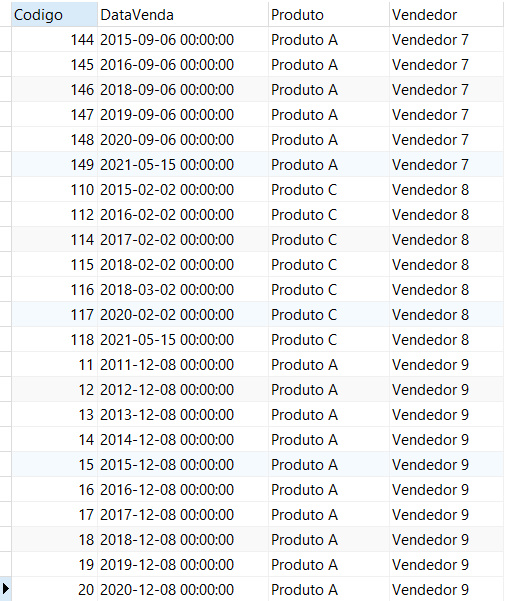 Codigo DataVenda Produto Vendedor
144 2015-09-06 00:00:00 Produto A Vendedor 7
145 2016-09-06 00:00:00 Produto A Vendedor 7
146 2018-09-06 00:00:00 Produto A Vendedor 7
147 2019-09-06 00:00:00 Produto A Vendedor 7
148 2020-09-06 00:00:00 Produto A Vendedor 7
149 2021-05-15 00:00:00 Produto A Vendedor 7
110 2015-02-02 00:00:00 Produto C Vendedor 8
112 2016-02-02 00:00:00 Produto C Vendedor 8
114 2017-02-02 00:00:00 Produto C Vendedor 8
115 2018-02-02 00:00:00 Produto C Vendedor 8
116 2018-03-02 00:00:00 Produto C Vendedor 8
117 2020-02-02 00:00:00 Produto C Vendedor 8
118 2021-05-15 00:00:00 Produto C Vendedor 8
11 2011-12-08 00:00:00 Produto A Vendedor 9
12 2012-12-08 00:00:00 Produto A Vendedor 9
13 2013-12-08 00:00:00 Produto A Vendedor 9
14 2014-12-08 00:00:00 Produto A Vendedor 9
15 2015-12-08 00:00:00 Produto A Vendedor 9
16 2016-12-08 00:00:00 Produto A Vendedor 9
17 2017-12-08 00:00:00 Produto A Vendedor 9
18 2018-12-08 00:00:00 Produto A Vendedor 9
19 2019-12-08 00:00:00 Produto A Vendedor 9
20 2020-12-08 00:00:00 Produto A Vendedor 9